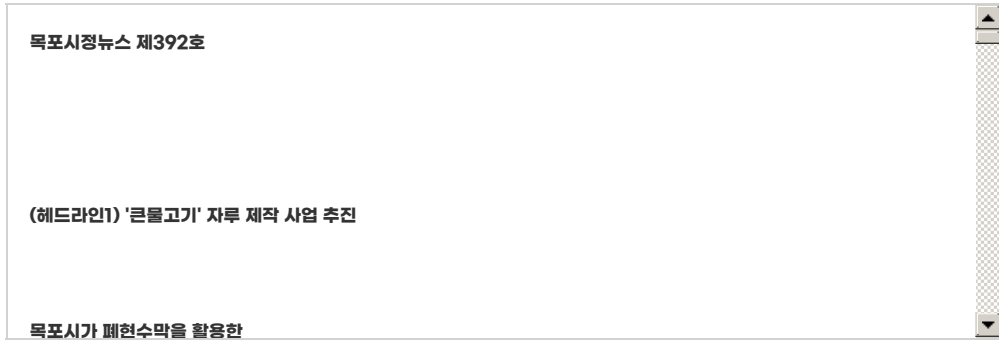 목포시정뉴스 제392호
(헤드라인1) '큰물고기' 자루 제작 사업 추진
목포시가 폐현수막을 활용한